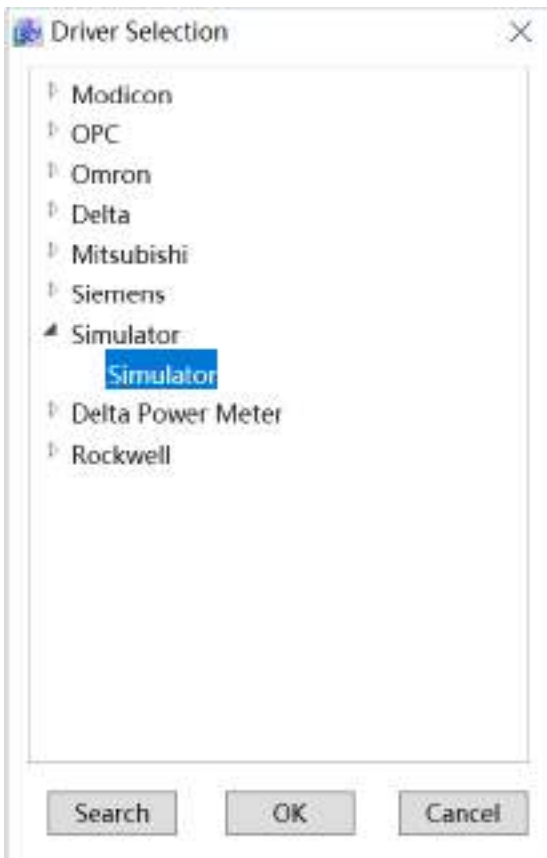 Driver Selection
Modicon
OPC
Omron
Delta
Mitsubishi
Siemens
Simulator
Simulator
Delta Power Meter
Rockwell
Search OK Cancel